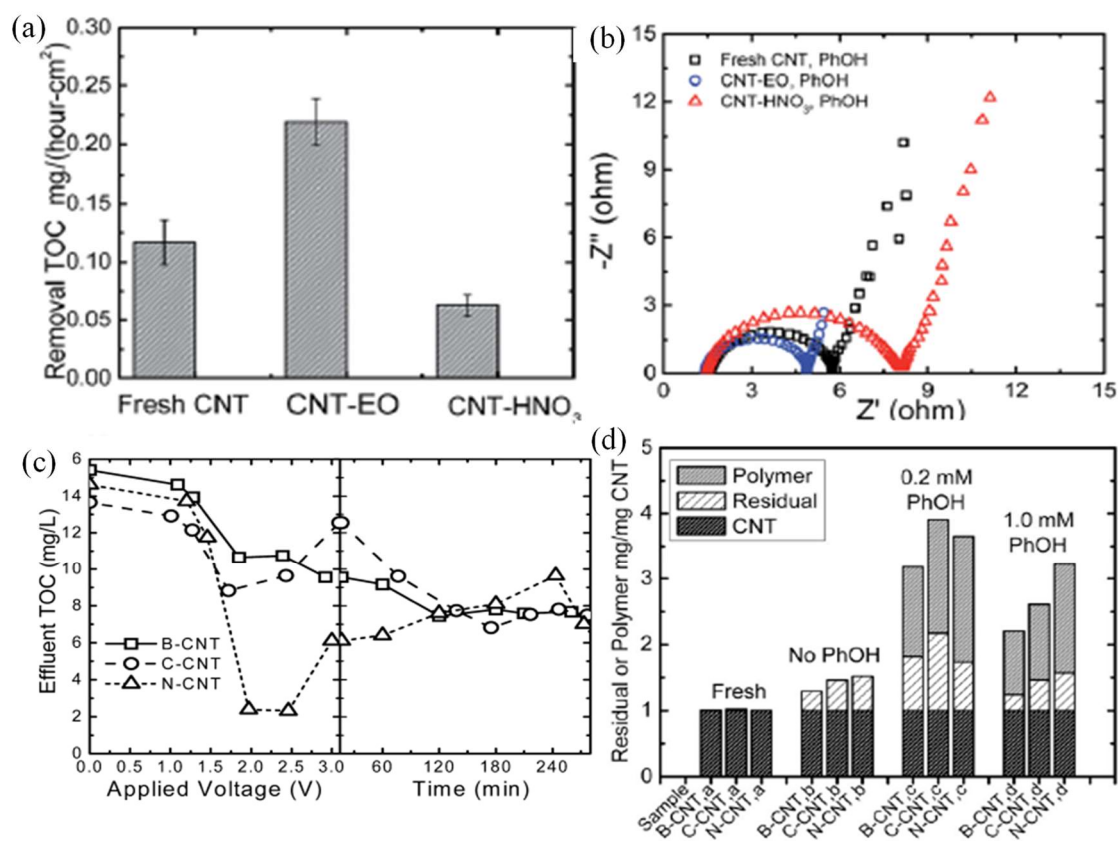 (a)
Removal TOC mg/(hour-cm²)
0.30
0.25
0.20
0.15
0.10
0.05
0.00
Fresh CNT
CNT-EO
CNT-HNO₃
(b)
-Z" (ohm)
15
12
9
6
3
0
Fresh CNT, PhOH
CNT-EO, PhOH
CNT-HNO₃, PhOH
0 3 6 9 12 15
Z' (ohm)
(c)
Effluent TOC (mg/L)
16
14
12
10
8
6
4
2
0
B-CNT
C-CNT
N-CNT
0.0 0.5 1.0 1.5 2.0 2.5 3.0 60 120 180 240
Applied Voltage (V) Time (min)
(d)
Residual or Polymer mg/mg CNT
5
4
3
2
1
0
Polymer
Residual
CNT
Fresh
No PhOH
0.2 mM
PhOH
1.0 mM
PhOH
Sample
B-CNT,a
C-CNT,a
N-CNT,a
B-CNT,b
C-CNT,b
N-CNT,b
B-CNT,c
C-CNT,c
N-CNT,c
B-CNT,d
C-CNT,d
N-CNT,d